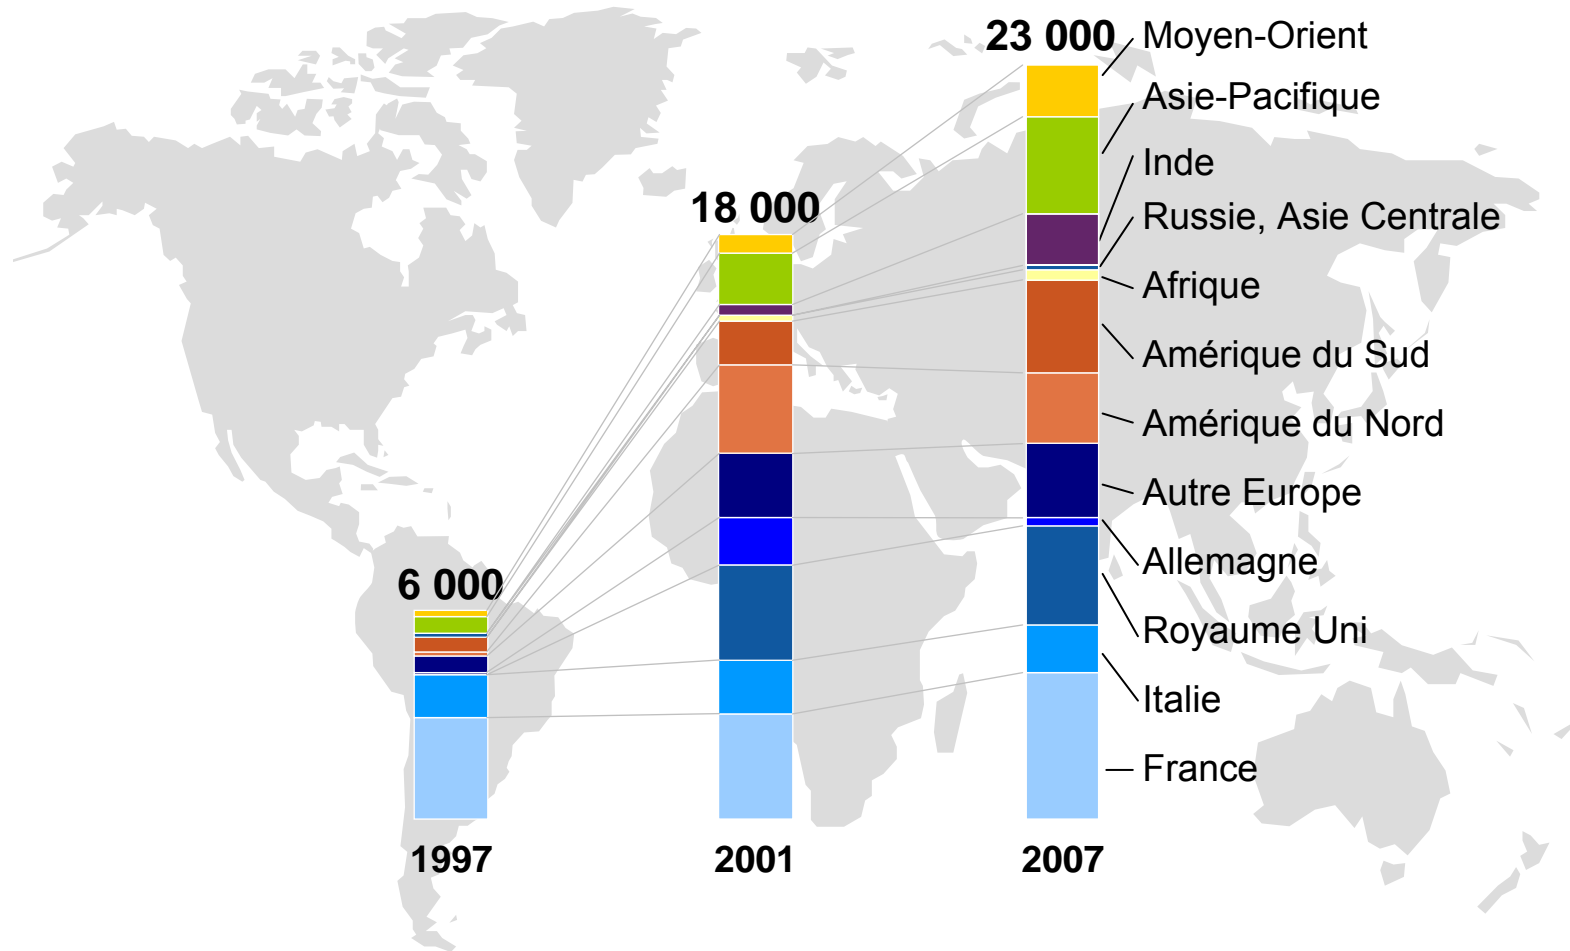 23 000
Moyen-Orient
Asie-Pacifique
Inde
18 000
Russie, Asie Centrale
Afrique
Amérique du Sud
Amérique du Nord
Autre Europe
Allemagne
6 000
Royaume Uni
Italie
France
1997
2001
2007